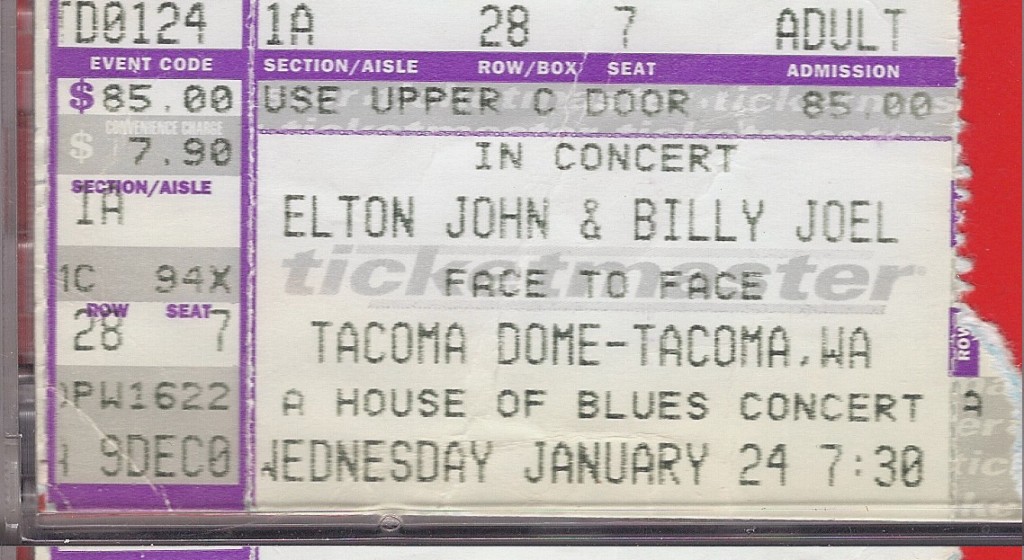 TD0124 1A 28 7 ADULT
EVENT CODE SECTION/AISLE ROW/BOX SEAT ADMISSION
$85.00 USE UPPER C DOOR 85.00
CONVENIENCE CHARGE
$ 7.90 IN CONCERT
SECTION/AISLE
1A ELTON JOHN & BILLY JOEL
ticketmaster
94X FACE TO FACE
ROW SEAT
28 7 TACOMA DOME-TACOMA,WA
ROW
PW1622 A HOUSE OF BLUES CONCERT A
9DEC0 WEDNESDAY JANUARY 24 7:30